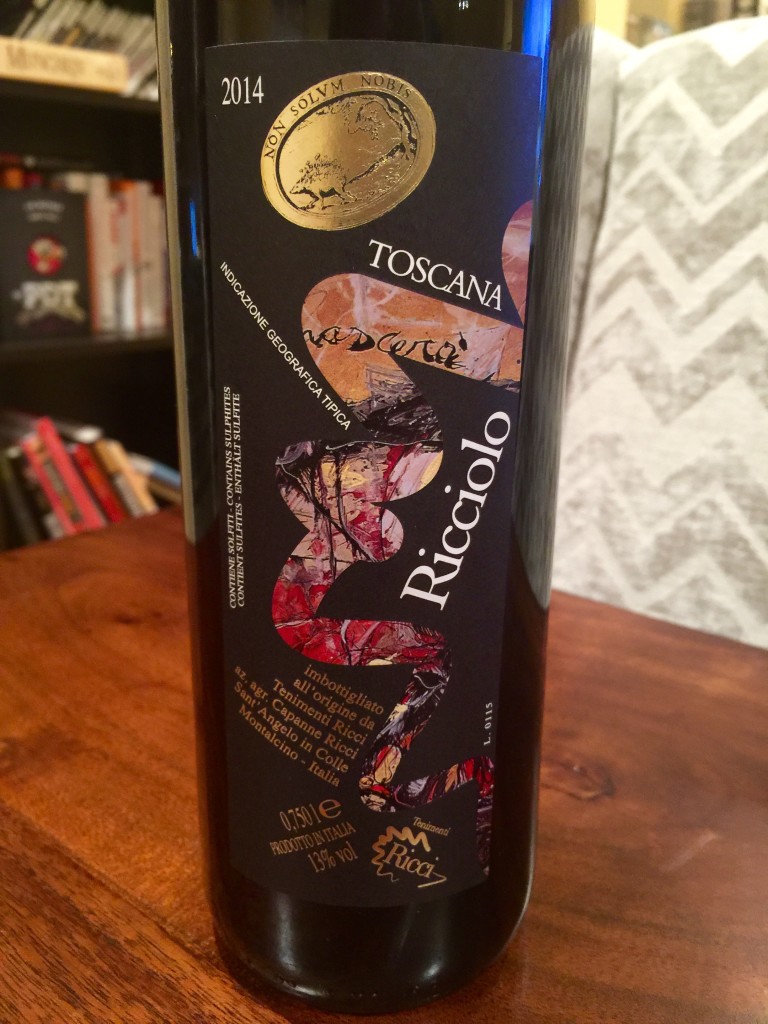 2014
NON SOLVM NOBIS
TOSCANA
INDICAZIONE GEOGRAFICA TIPICA
Ricciolo
CONTIENE SOLFITI - CONTAINS SULPHITES
CONTIENT SULFITES - ENTHÄLT SULFITE
imbottigliato
all'origine da
Tenimenti Ricci
az. agr. Capanne Ricci
Sant'Angelo in Colle
Montalcino - Italia
L. 0115
0,750 l e
PRODOTTO IN ITALIA
13% vol
Tenimenti
Ricci